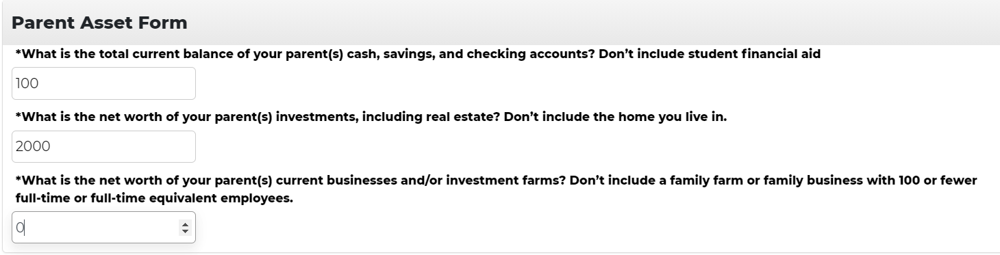 Parent Asset Form
*What is the total current balance of your parent(s) cash, savings, and checking accounts? Don’t include student financial aid
100
*What is the net worth of your parent(s) investments, including real estate? Don’t include the home you live in.
2000
*What is the net worth of your parent(s) current businesses and/or investment farms? Don’t include a family farm or family business with 100 or fewer
full-time or full-time equivalent employees.
0